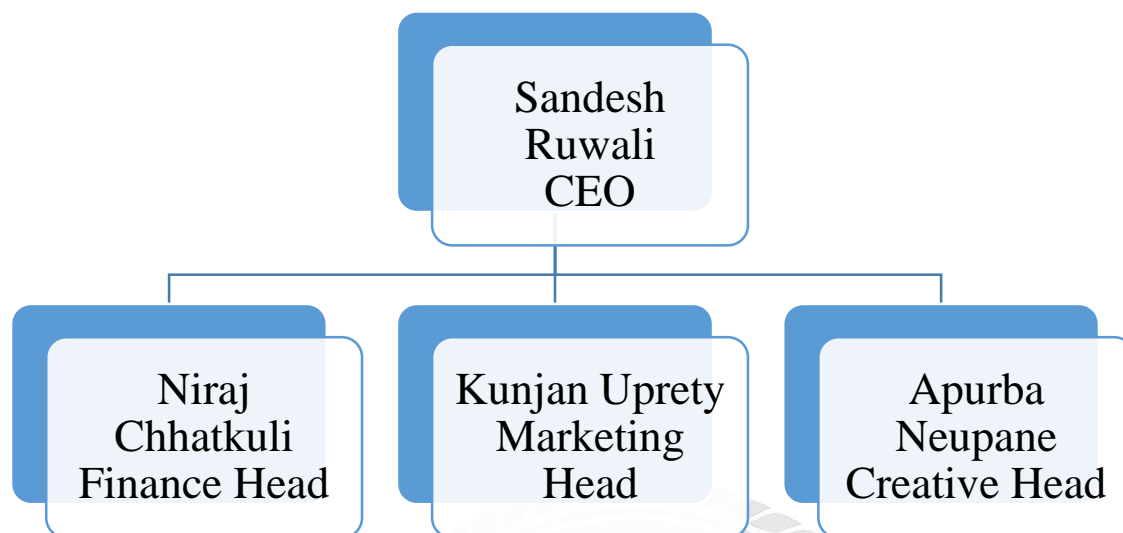 Sandesh
Ruwali
CEO
Niraj
Chhatkuli
Finance Head
Kunjan Uprety
Marketing
Head
Apurba
Neupane
Creative Head